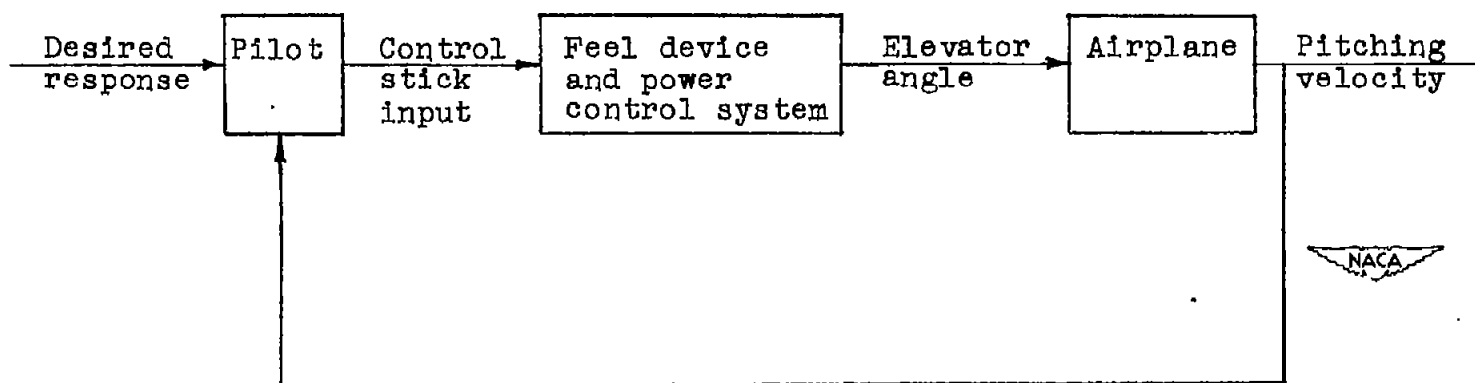 Desired
response
Pilot
Control
stick
input
Feel device
and power
control system
Elevator
angle
Airplane
Pitching
velocity
NACA